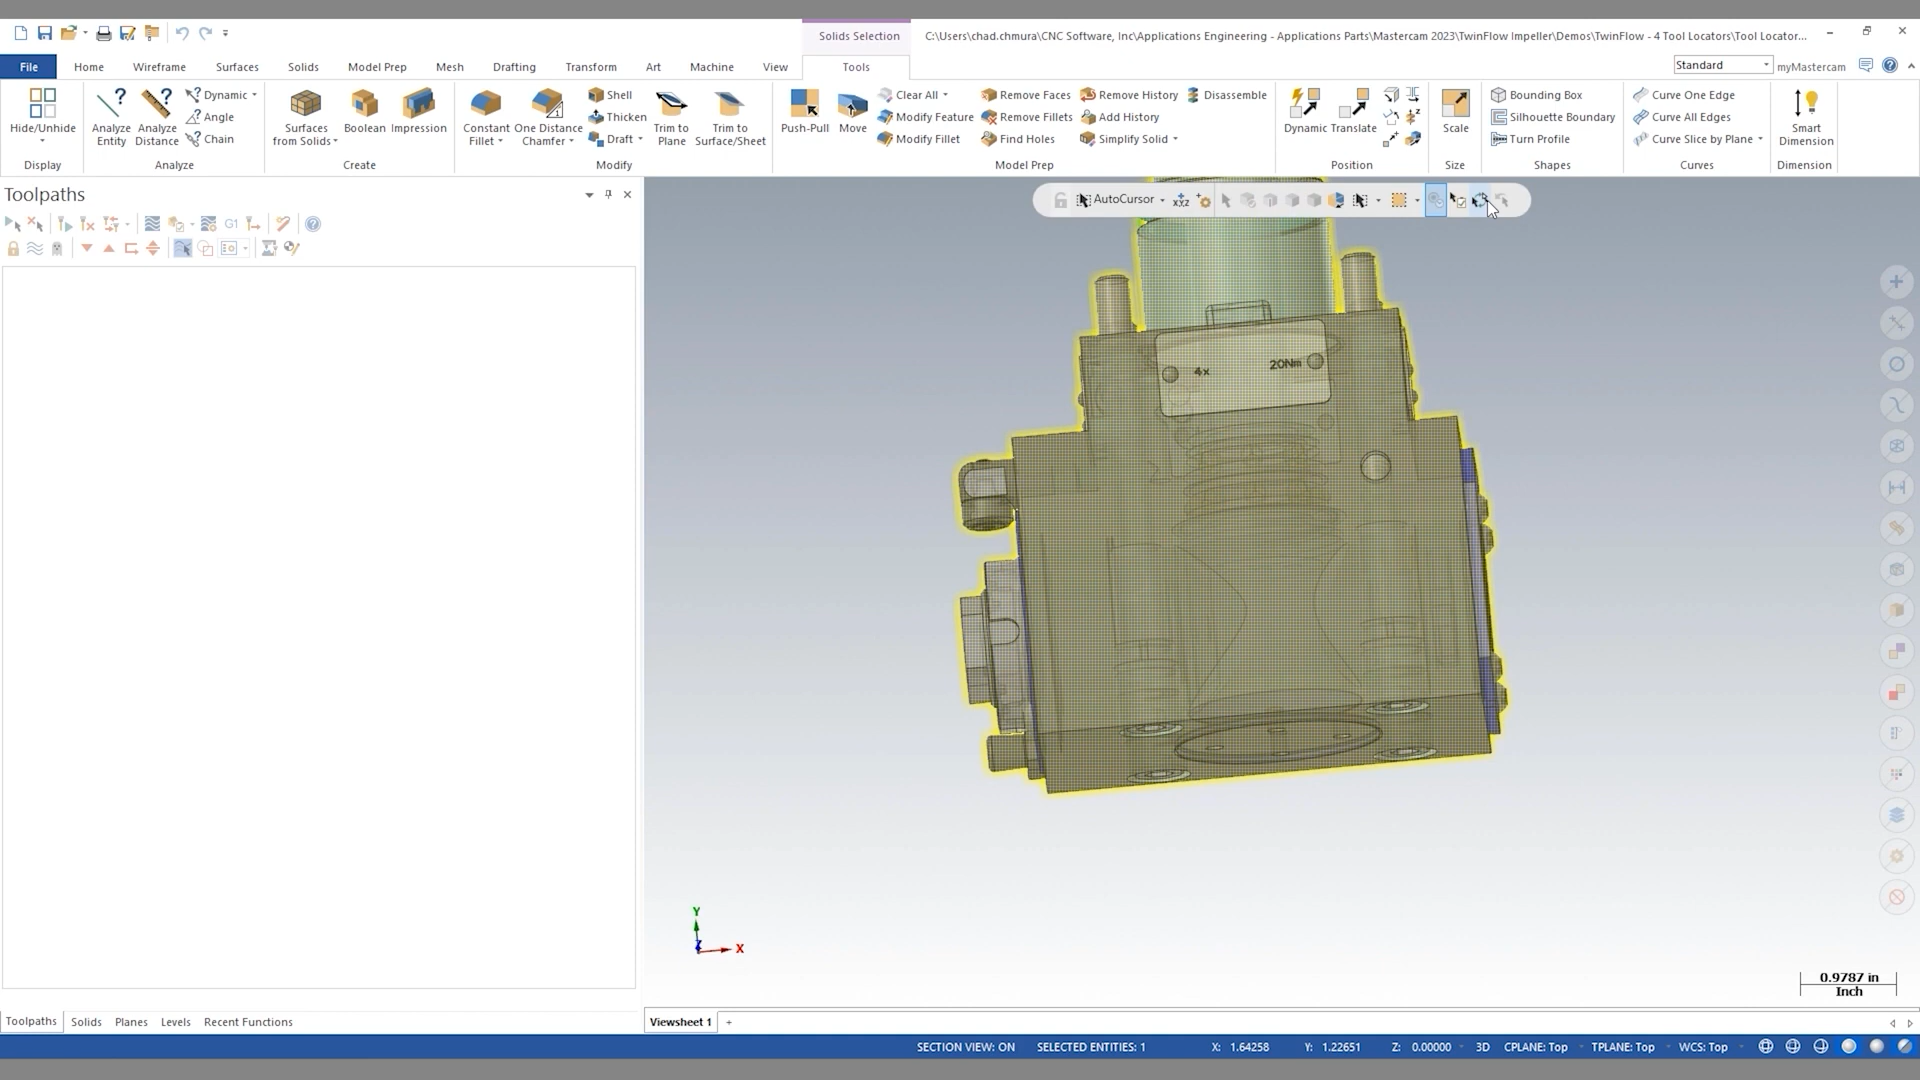 Solids Selection
C:\Users\chad.chmura\CNC Software, Inc\Applications Engineering - Applications Parts\Mastercam 2023\TwinFlow Impeller\Demos\TwinFlow - 4 Tool Locators\Tool Locator...
File Home Wireframe Surfaces Solids Model Prep Mesh Drafting Transform Art Machine View Tools
Standard myMastercam
Hide/Unhide
Display
Analyze Entity
Analyze Distance
Dynamic
Angle
Chain
Analyze
Surfaces from Solids
Boolean
Impression
Create
Constant Fillet
One Distance Chamfer
Shell
Thicken
Draft
Trim to Plane
Trim to Surface/Sheet
Modify
Push-Pull
Move
Clear All
Modify Feature
Modify Fillet
Remove Faces
Remove Fillets
Find Holes
Remove History
Add History
Simplify Solid
Disassemble
Model Prep
Dynamic
Translate
Position
Scale
Size
Bounding Box
Silhouette Boundary
Turn Profile
Shapes
Curve One Edge
Curve All Edges
Curve Slice by Plane
Curves
Smart Dimension
Dimension
Toolpaths
G1
AutoCursor
XYZ
4x 20Nm
Y
Z
X
0.9787 in
Inch
Toolpaths Solids Planes Levels Recent Functions
Viewsheet 1 +
SECTION VIEW: ON SELECTED ENTITIES: 1 X: 1.64258 Y: 1.22651 Z: 0.00000 3D CPLANE: Top TPLANE: Top WCS: Top